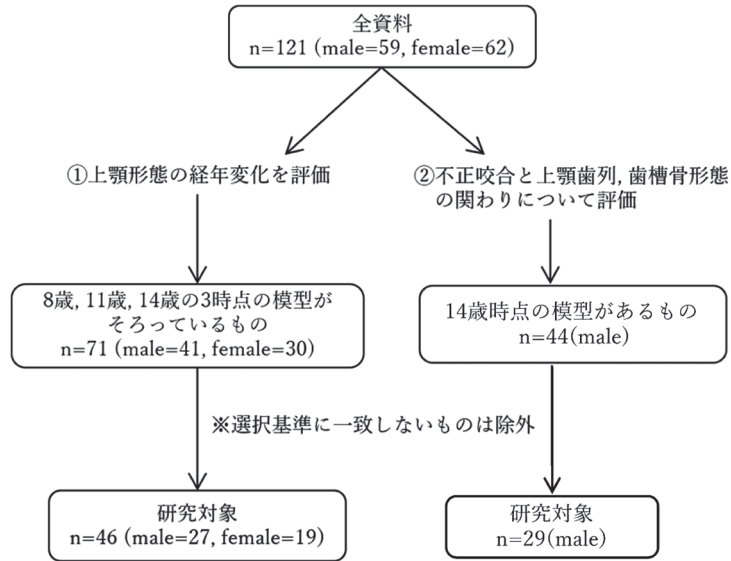 全資料
n=121 (male=59, female=62)
①上顎形態の経年変化を評価
②不正咬合と上顎歯列, 歯槽骨形態
の関わりについて評価
8歳, 11歳, 14歳の3時点の模型が
そろっているもの
n=71 (male=41, female=30)
14歳時点の模型があるもの
n=44(male)
※選択基準に一致しないものは除外
研究対象
n=46 (male=27, female=19)
研究対象
n=29(male)